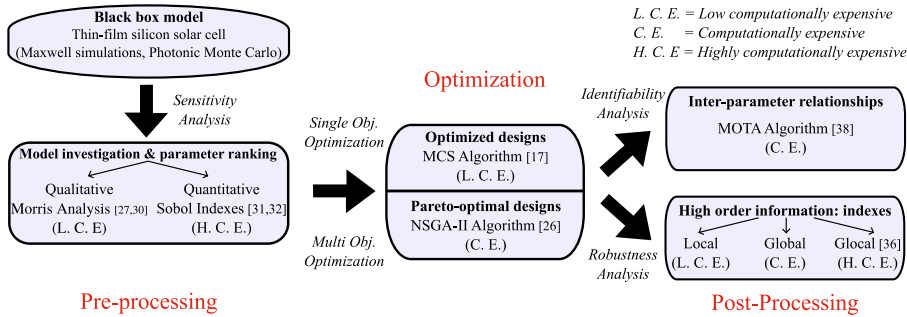 Black box model
Thin-film silicon solar cell
(Maxwell simulations, Photonic Monte Carlo)
L. C. E. = Low computationally expensive
C. E. = Computationally expensive
H. C. E = Highly computationally expensive
Sensitivity
Analysis
Model investigation & parameter ranking
Qualitative
Morris Analysis [27,30]
(L. C. E)
Quantitative
Sobol Indexes [31,32]
(H. C. E.)
Pre-processing
Optimization
Single Obj.
Optimization
Multi Obj.
Optimization
Optimized designs
MCS Algorithm [17]
(L. C. E.)
Pareto-optimal designs
NSGA-II Algorithm [26]
(C. E.)
Identifiability
Analysis
Inter-parameter relationships
MOTA Algorithm [38]
(C. E.)
Robustness
Analysis
High order information: indexes
Local
(L. C. E.)
Global
(C. E.)
Glocal [36]
(H. C. E.)
Post-Processing